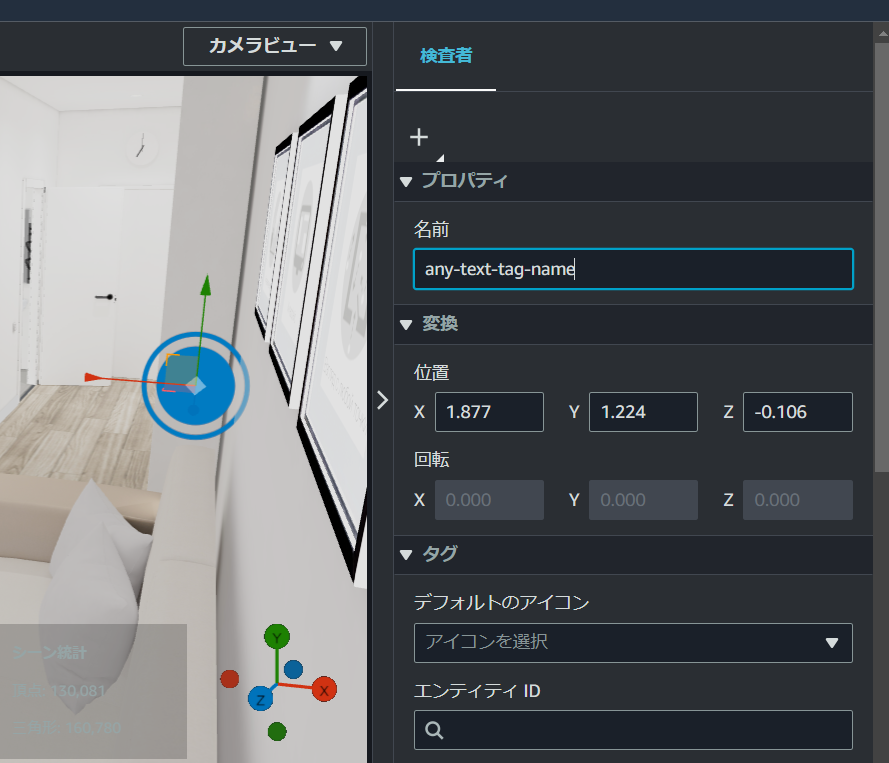 カメラビュー
検査者
プロパティ
名前
any-text-tag-name
変換
位置
X 1.877 Y 1.224 Z -0.106
回転
X 0.000 Y 0.000 Z 0.000
タグ
デフォルトのアイコン
アイコンを選択
エンティティ ID
シーン統計
頂点: 130,081
三角形: 160,780
Y
X
Z